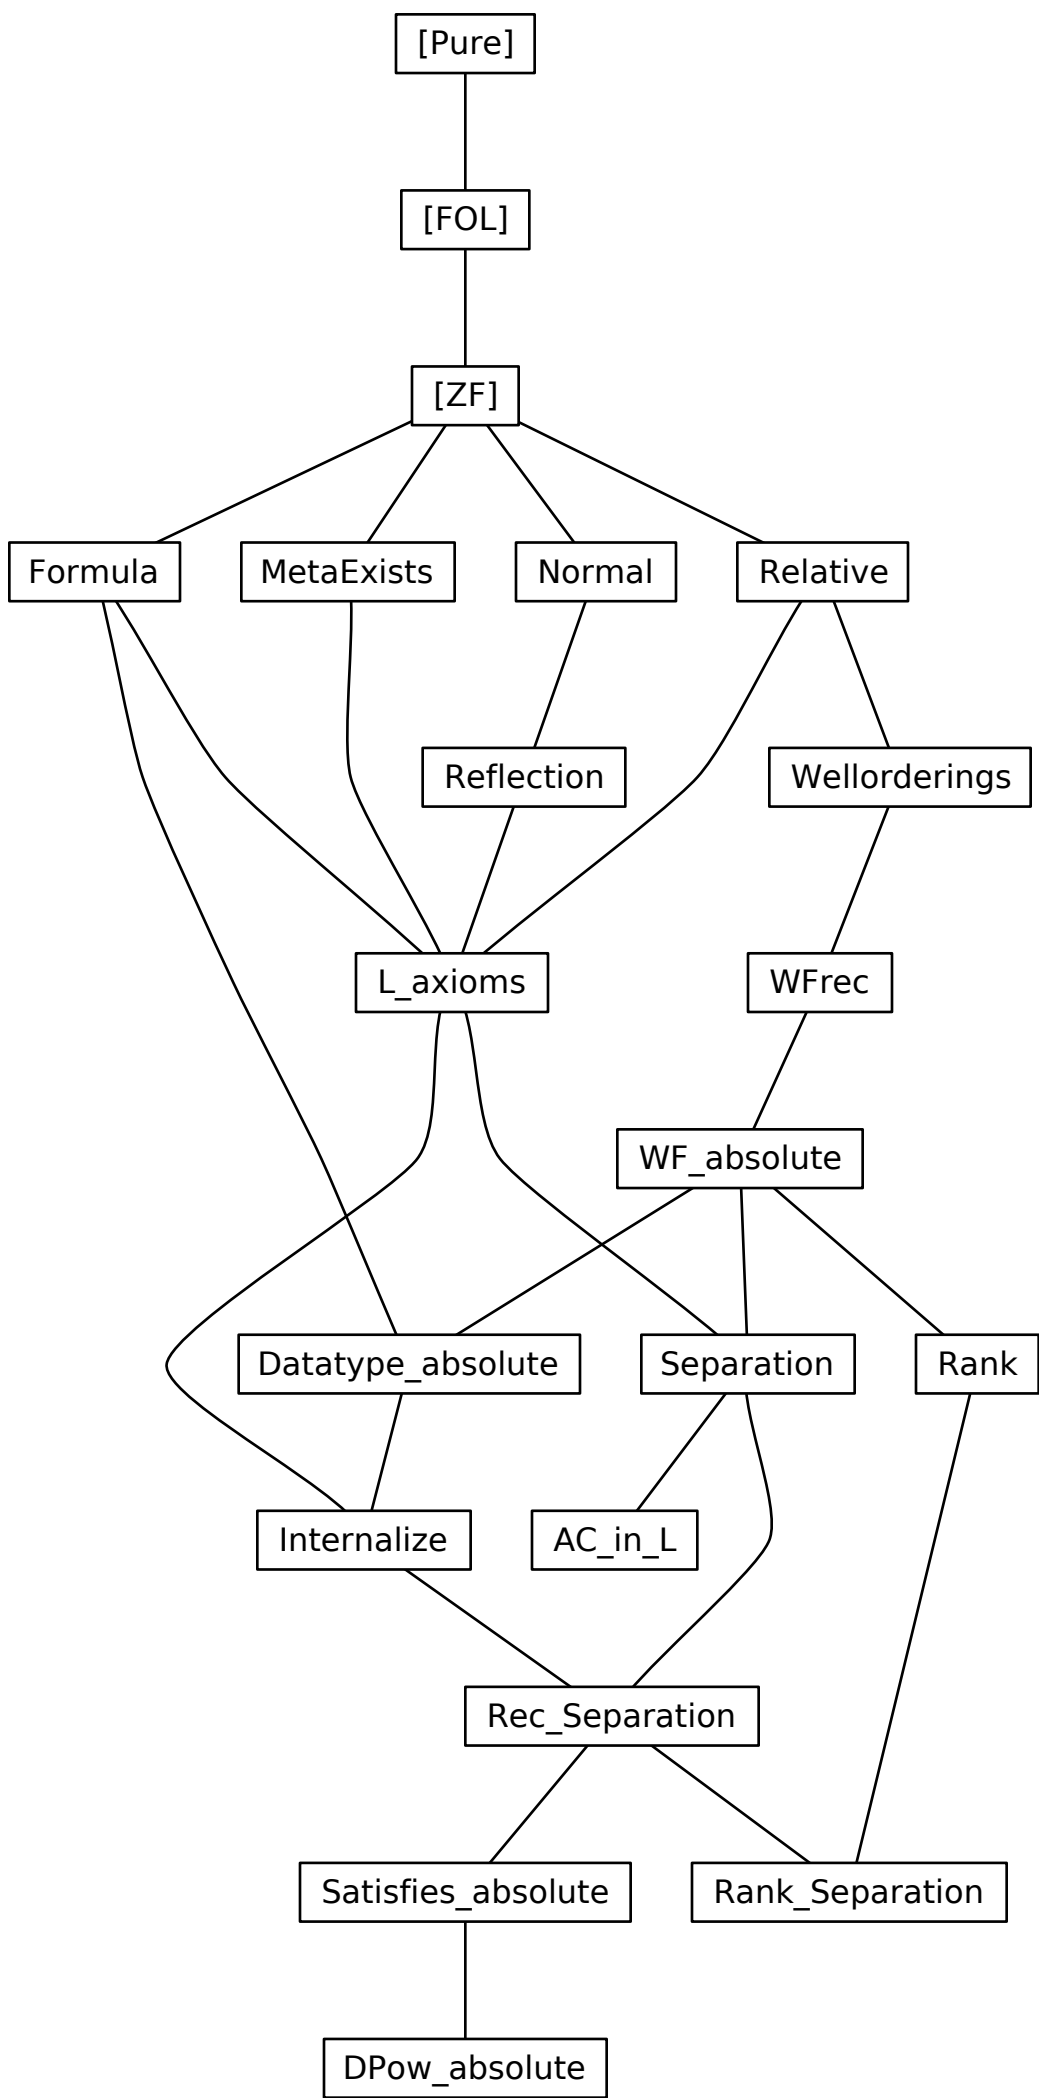 [Pure]
[FOL]
[ZF]
Formula
MetaExists
Normal
Relative
Reflection
Wellorderings
L_axioms
WFrec
WF_absolute
Datatype_absolute
Separation
Rank
Internalize
AC_in_L
Rec_Separation
Satisfies_absolute
Rank_Separation
DPow_absolute